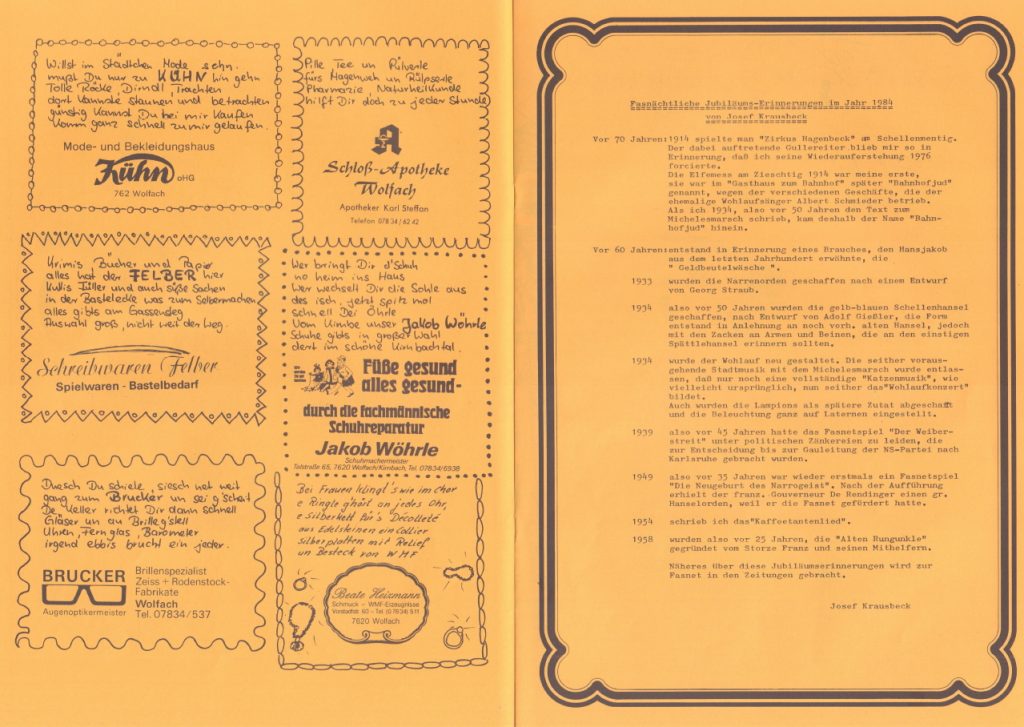 Willst im Städtchen Mode sehn.
mußt Du nur zu KÜHN hin gehn
Tolle Röcke, Dirndl, Trachten
dort kannste staunen und betrachten
günstig kannst Du bei mir kaufen
komm ganz schnell zu mir gelaufen.
Mode- und Bekleidungshaus
Kühn oHG
762 Wolfach
Pille Tee un Pülverle
fürs Magenweh un Rülpserle
Pharmazie, Naturheilkunde
hilft Dir doch zu jeder Stunde
Schloß-Apotheke
Wolfach
Apotheker Karl Steffan
Telefon 078 34/62 42
Krimis Bücher und Papier
alles hat der FELBER hier
Kullis Füller und auch süße Sachen
in der Bastelecke was zum Selbermachen
alles gibts am Gassensteg
Auswahl groß, nicht weit der Weg.
Schreibwaren Felber
Spielwaren - Bastelbedarf
Wer bringt Dir d'Schuh
no heim ins Haus
Wer wechselt Dir die Sohle aus
des isch, jetzt spitz mol
schnell Dei Öhrle
Vom Kirnbe unser Jakob Wöhrle
Schuhe gibts in großer Wahl
dert im schöne Kirnbachtal.
Füße gesund
alles gesund-
durch die fachmännische
Schuhreparatur
Jakob Wöhrle
Schuhmachermeister
Talstraße 65, 7620 Wolfach/Kirnbach, Tel. 07834/6938
Duesch Du schiele, siesch net weit
gang zum Brucker un sei g'scheit
De Keller richtet Dir dann schnell
Gläser un au Brilleg'stell
Uhren, Fernglas, Barometer
irgend ebbis brucht ein jeder.
BRUCKER
Augenoptikermeister
Brillenspezialist
Zeiss + Rodenstock-
Fabrikate
Wolfach
Tel. 07834/537
Bei Frauen klingt's wie im Chor
e Ringle g'hört an jedes Ohr,
e Silberkett für's Décolleté
aus Edelsteinen ein Collier
Silberplatten mit Relief
un Besteck von WMF
Beate Heizmann
Schmuck – WMF-Erzeugnisse
Vorstadtstr. 60 – Tel. (0 78 34) 5 11
7620 Wolfach
Fasnächtliche Jubiläums-Erinnerungen im Jahr 1984
von Josef Krausbeck
Vor 70 Jahren: 1914 spielte man "Zirkus Hagenbeck" am Schellenmentig.
Der dabei auftretende Gullereiter blieb mir so in
Erinnerung, daß ich seine Wiederauferstehung 1976
forcierte.
Die Elfemess am Zieschtig 1914 war meine erste,
sie war im "Gasthaus zum Bahnhof" später "Bahnhofjud"
genannt, wegen der verschiedenen Geschäfte, die der
ehemalige Wohlaufsänger Albert Schmieder betrieb.
Als ich 1934, also vor 50 Jahren den Text zum
Michelesmarsch schrieb, kam deshalb der Name "Bahn-
hofjud" hinein.
Vor 60 Jahren: entstand in Erinnerung eines Brauches, den Hansjakob
aus dem letzten Jahrhundert erwähnte, die
" Geldbeutelwäsche ".
1933 wurden die Narrenorden geschaffen nach einem Entwurf
von Georg Straub.
1934 also vor 50 Jahren wurden die gelb-blauen Schellenhansel
geschaffen, nach Entwurf von Adolf Gießler, die Form
entstand in Anlehnung an noch vorh. alten Hansel, jedoch
mit den Zacken an Armen und Beinen, die an den einstigen
Spättleshansel erinnern sollten.
1934 wurde der Wohlauf neu gestaltet. Die seither voraus-
gehende Stadtmusik mit dem Michelesmarsch wurde entlas-
sen, daß nur noch eine vollständige "Katzenmusik", wie
vielleicht ursprünglich, nun seither das"Wohlaufkonzert"
bildet.
Auch wurden die Lampions als spätere Zutat abgeschafft
und die Beleuchtung ganz auf Laternen eingestellt.
1939 also vor 45 Jahren hatte das Fasnetspiel "Der Weiber-
streit" unter politischen Zänkereien zu leiden, die
zur Entscheidung bis zur Gauleitung der NS-Partei nach
Karlsruhe gebracht wurden.
1949 also vor 35 Jahren war wieder erstmals ein Fasnetspiel
"Die Neugeburt des Narrogeist". Nach der Aufführung
erhielt der franz. Gouverneur De Rendinger einen gr.
Hanselorden, weil er die Fasnet gefördert hatte.
1954 schrieb ich das"Kaffeetantenlied".
1958 wurden also vor 25 Jahren, die "Alten Rungunkle"
gegründet vom Storze Franz und seinen Mithelfern.
Näheres über diese Jubiläumserinnerungen wird zur
Fasnet in den Zeitungen gebracht.
Josef Krausbeck